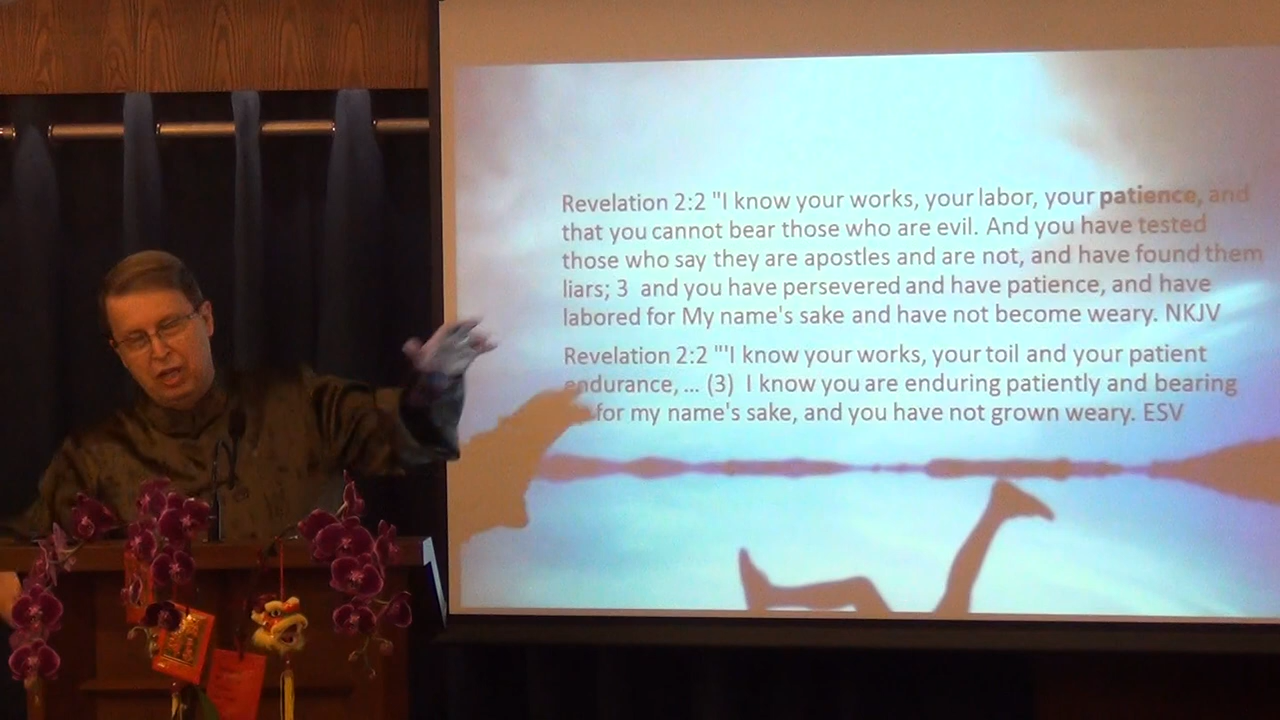 Revelation 2:2 "I know your works, your labor, your patience, and
that you cannot bear those who are evil. And you have tested
those who say they are apostles and are not, and have found them
liars; 3 and you have persevered and have patience, and have
labored for My name's sake and have not become weary. NKJV
Revelation 2:2 "'I know your works, your toil and your patient
endurance, ... (3) I know you are enduring patiently and bearing
for my name's sake, and you have not grown weary. ESV